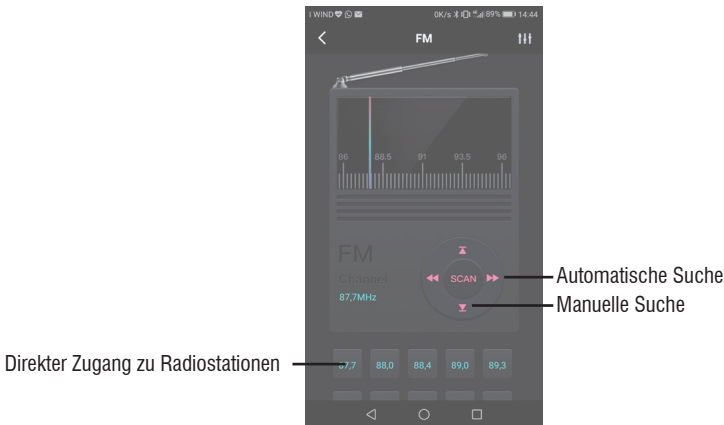 I WIND 0K/s 4G 89% 14:44
FM
86 88.5 91 93.5 96
FM
Channel
87,7MHz
SCAN
Automatische Suche
Manuelle Suche
Direkter Zugang zu Radiostationen
87,7 88,0 88,4 89,0 89,3